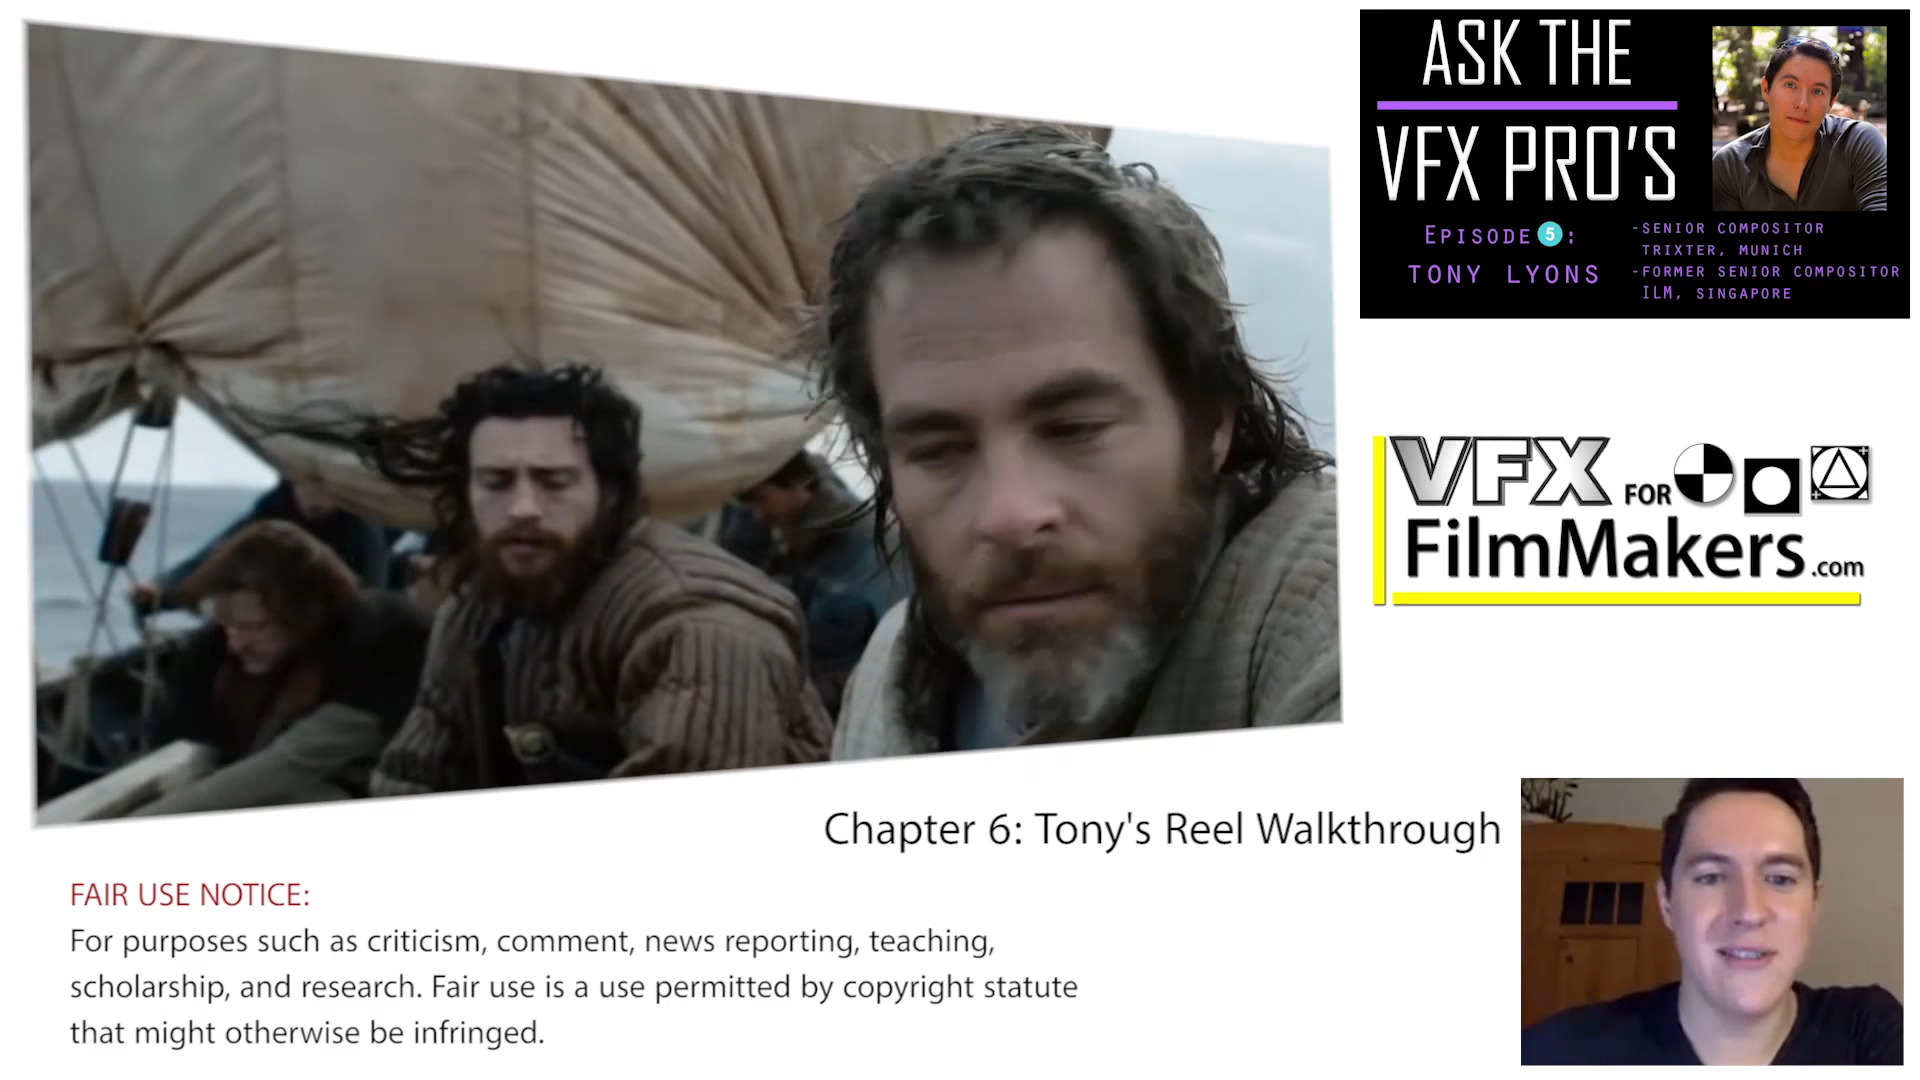 ASK THE
VFX PRO'S
EPISODE 5:
TONY LYONS
-SENIOR COMPOSITOR
TRIXTER, MUNICH
-FORMER SENIOR COMPOSITOR
ILM, SINGAPORE
VFX FOR
FilmMakers.com
Chapter 6: Tony's Reel Walkthrough
FAIR USE NOTICE:
For purposes such as criticism, comment, news reporting, teaching,
scholarship, and research. Fair use is a use permitted by copyright statute
that might otherwise be infringed.